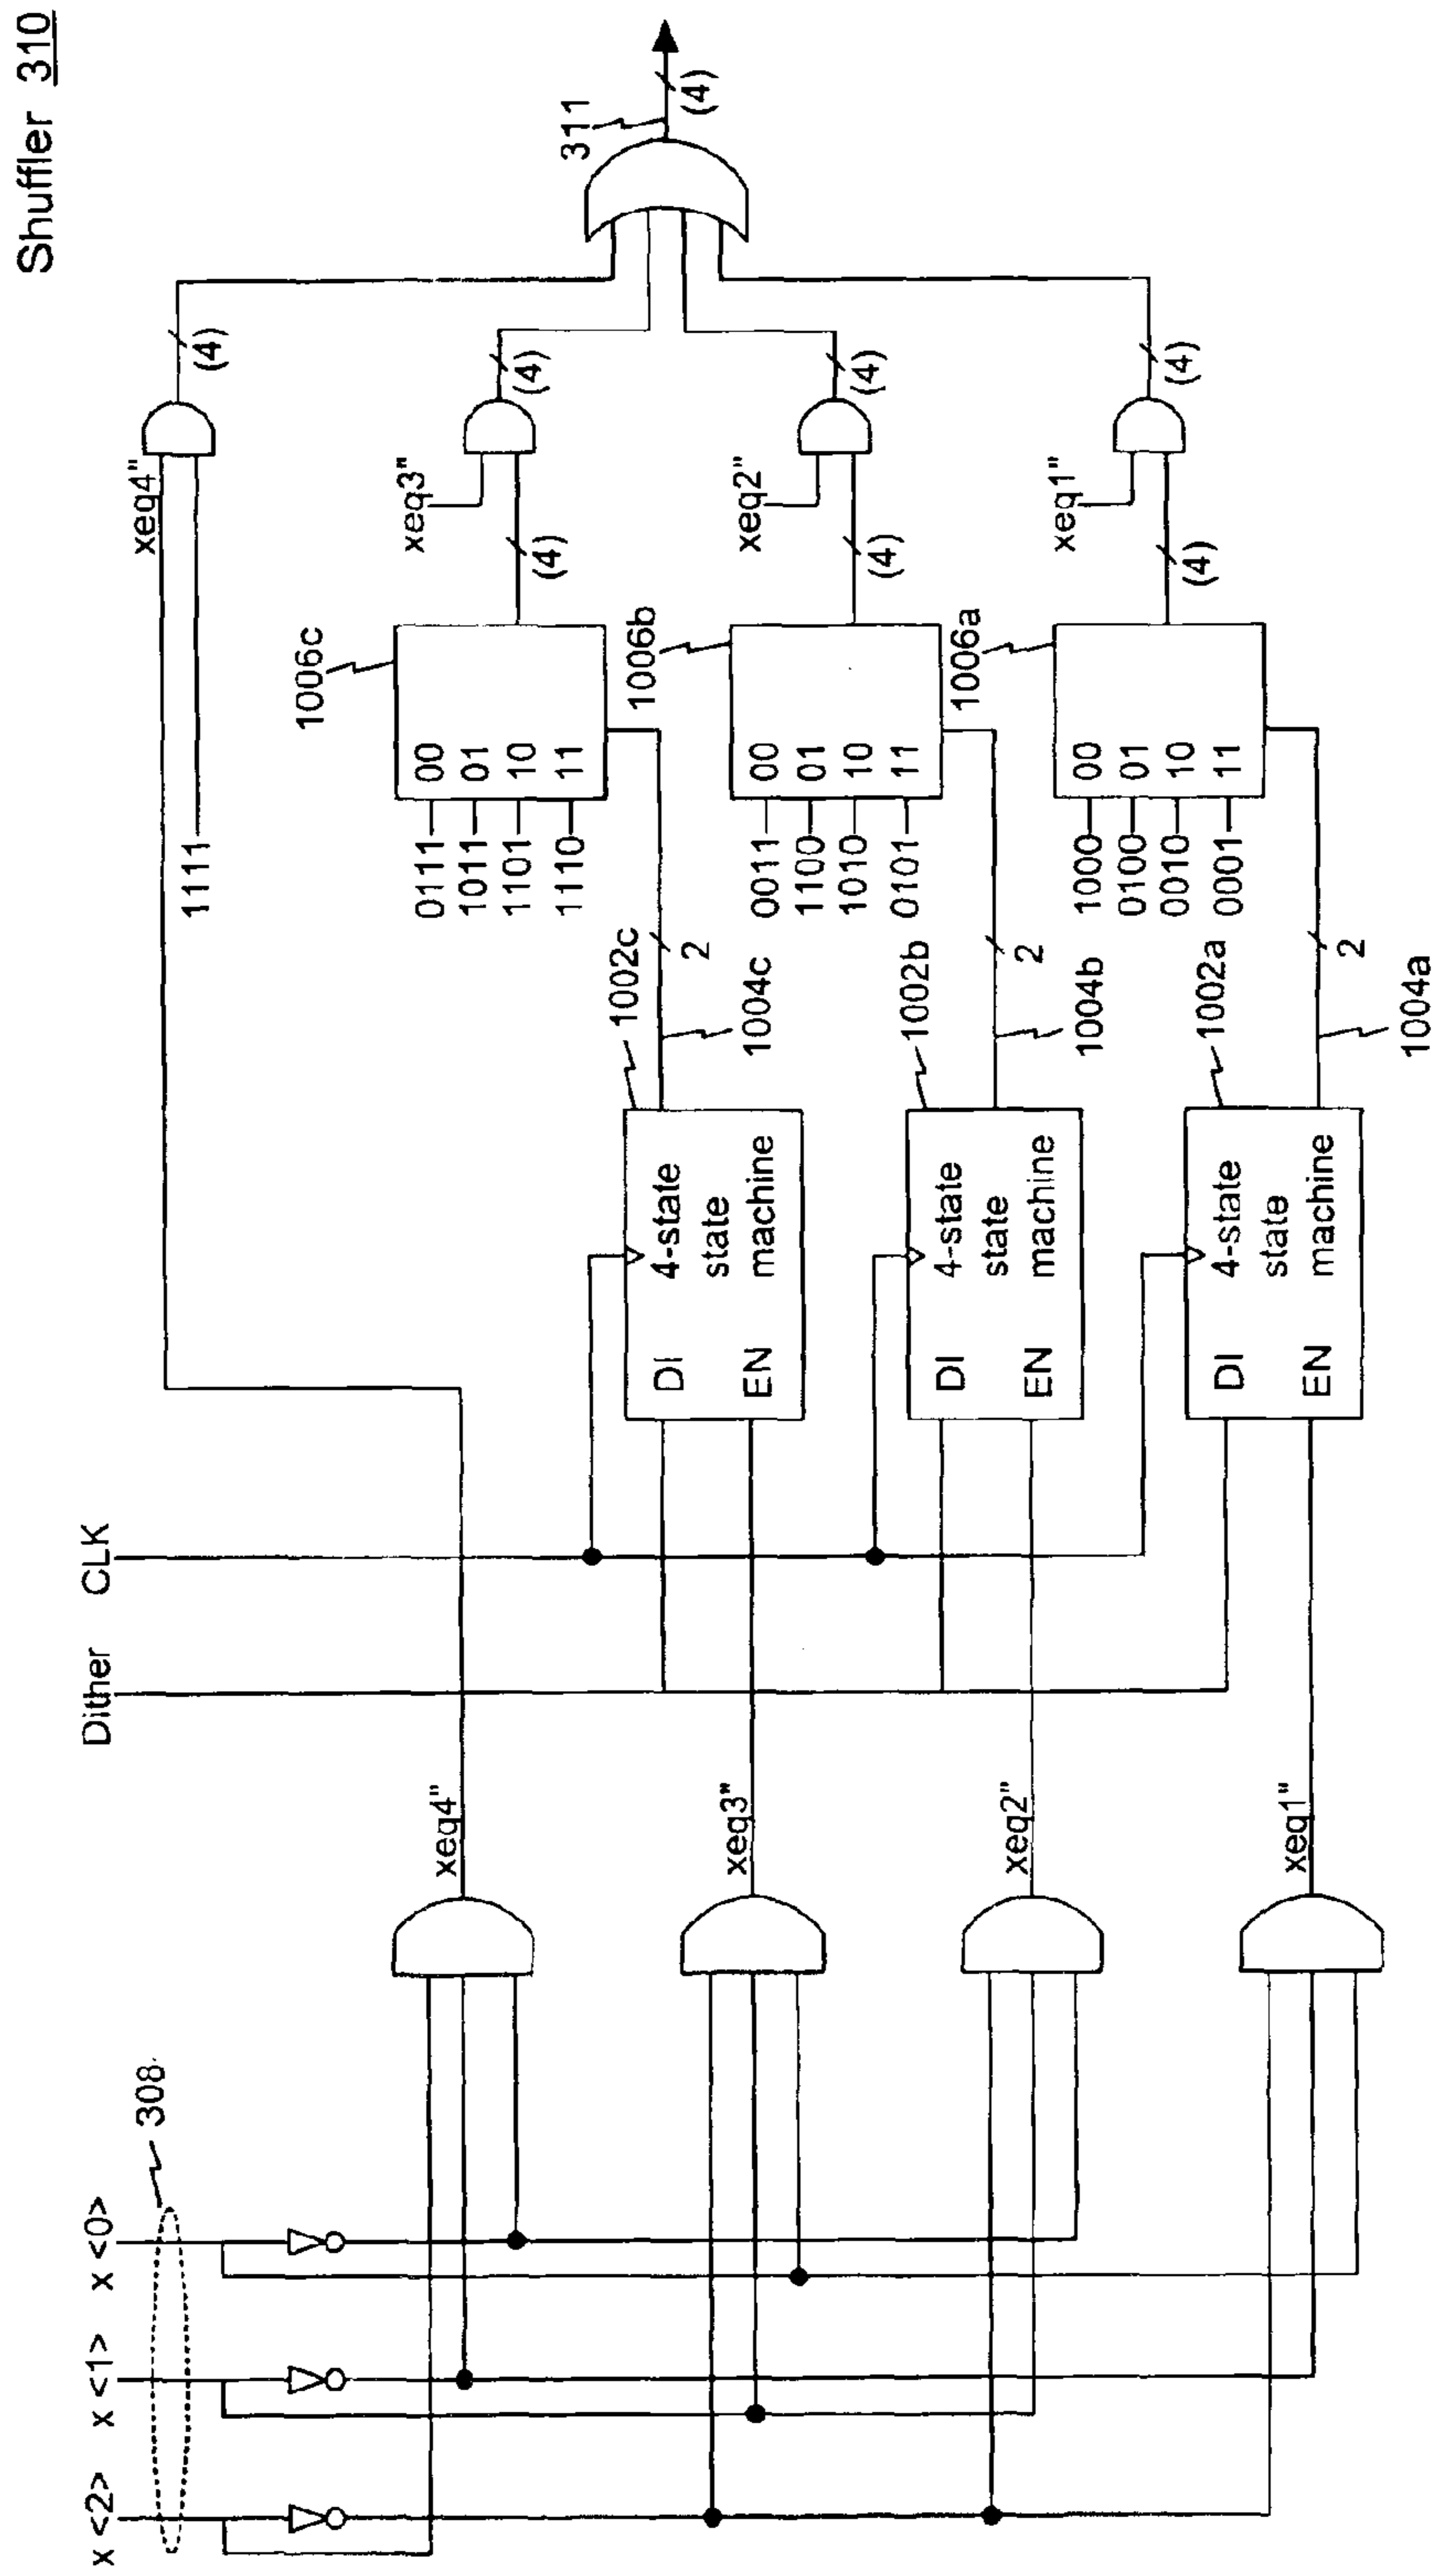 Shuffler 310
x <2> x <1> x <0>
308
Dither CLK
xeq4"
xeq3"
xeq2"
xeq1"
DI
EN
4-state
state
machine
1002c
1004c
2
DI
EN
4-state
state
machine
1002b
1004b
2
DI
EN
4-state
state
machine
1002a
1004a
2
1111
xeq4"
(4)
0111 00
1011 01
1101 10
1110 11
1006c
(4)
xeq3"
(4)
0011 00
1100 01
1010 10
0101 11
1006b
(4)
xeq2"
(4)
1000 00
0100 01
0010 10
0001 11
1006a
(4)
xeq1"
(4)
311
(4)